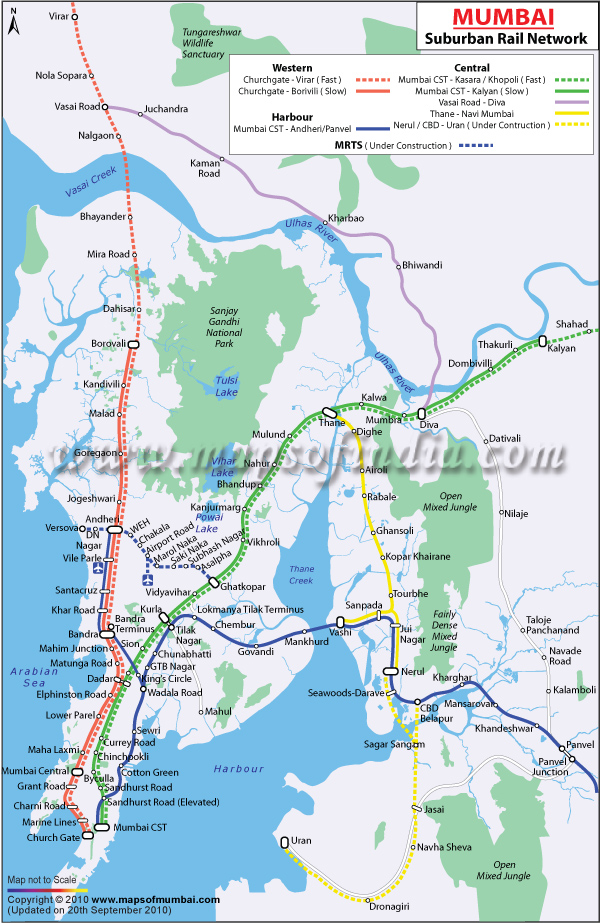 N
MUMBAI
Suburban Rail Network
Western
Churchgate - Virar ( Fast )
Churchgate - Borivili ( Slow)
Harbour
Mumbai CST - Andheri/Panvel
Central
Mumbai CST - Kasara / Khopoli ( Fast )
Mumbai CST - Kalyan ( Slow )
Vasai Road - Diva
Thane - Navi Mumbai
Nerul / CBD - Uran ( Under Contruction )
MRTS ( Under Construction )
Virar
Tungareshwar
Wildlife
Sanctuary
Nola Sopara
Vasai Road
Juchandra
Nalgaon
Kaman
Road
Vasai Creek
Bhayander
Kharbao
Ulhas River
Mira Road
Bhiwandi
Dahisar
Sanjay
Gandhi
National
Park
Borovali
Shahad
Thakurli
Kalyan
Ulhas River
Dombivilli
Kandivili
Tulsi
Lake
Kalwa
Malad
Thane
Mumbra
Diva
Dighe
Mulund
Dativali
Goregaon
www.mapsofindia.com
Vihar
Lake
Nahur
Airoli
Bhandup
Jogeshwari
Rabale
Open
Mixed Jungle
Kanjurmarg
Powai
Lake
Nilaje
Andheri
Versova
DN
Nagar
WEH
Chakala
Airport Road
Marol Naka
Saki Naka
Subhash Nagar
Asalpha
Vikhroli
Ghansoli
Vile Parle
Kopar Khairane
Thane
Creek
Ghatkopar
Santacruz
Vidyavihar
Tourbhe
Khar Road
Kurla
Lokmanya Tilak Terminus
Sanpada
Fairly
Dense
Mixed
Jungle
Bandra
Bandra
Terminus
Tilak
Nagar
Chembur
Vashi
Jui
Nagar
Taloje
Panchanand
Mahim Junction
Sion
Govandi
Mankhurd
Chunabhatti
Navade
Road
Matunga Road
GTB Nagar
Arabian
Sea
Dadar
King's Circle
Nerul
Kharghar
Kalamboli
Elphinston Road
Wadala Road
Seawoods-Darave
CBD
Belapur
Mansarovar
Lower Parel
Mahul
Khandeshwar
Sewri
Currey Road
Sagar Sangam
Panvel
Maha Laxmi
Chinchpokli
Panvel
Junction
Mumbai Central
Byculla
Cotton Green
Harbour
Grant Road
Sandhurst Road
Sandhurst Road (Elevated)
Charni Road
Jasai
Marine Lines
Mumbai CST
Church Gate
Uran
Navha Sheva
Open
Mixed Jungle
Map not to Scale
Copyright © 2010 www.mapsofmumbai.com
(Updated on 20th September 2010)
Dronagiri